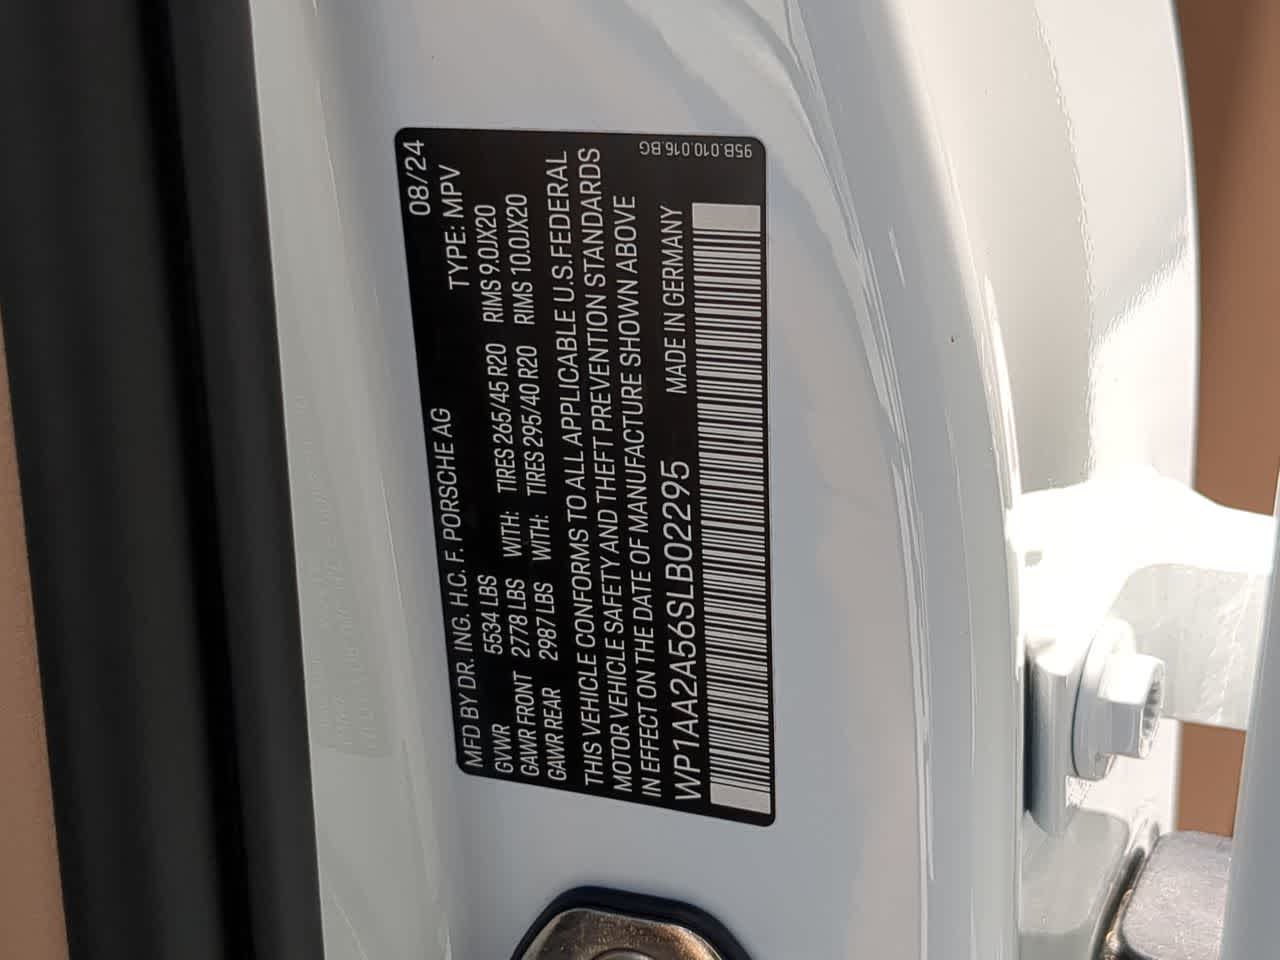 MFD BY DR. ING. H.C. F. PORSCHE AG 08/24
GVWR 5534 LBS TYPE: MPV
GAWR FRONT 2778 LBS WITH: TIRES 265/45 R20 RIMS 9.0JX20
GAWR REAR 2987 LBS WITH: TIRES 295/40 R20 RIMS 10.0JX20
THIS VEHICLE CONFORMS TO ALL APPLICABLE U.S.FEDERAL
MOTOR VEHICLE SAFETY AND THEFT PREVENTION STANDARDS
IN EFFECT ON THE DATE OF MANUFACTURE SHOWN ABOVE
WP1AA2A56SLB02295 MADE IN GERMANY
95B.010.016.BG